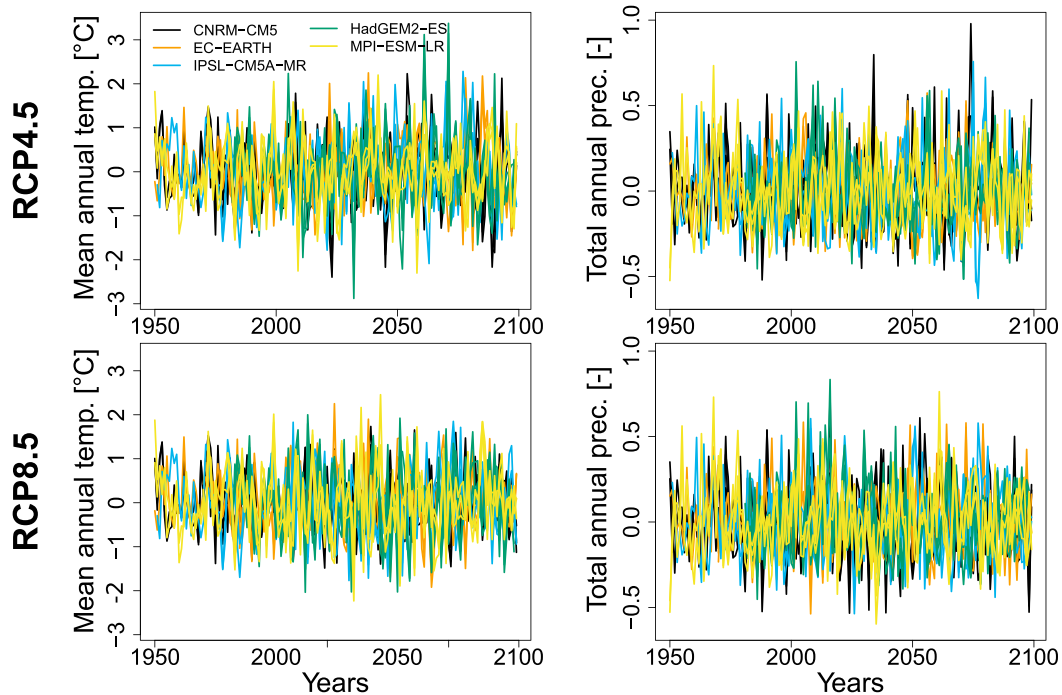 RCP4.5
Mean annual temp. [°C]
3
2
1
0
−1
−2
−3
CNRM−CM5
EC−EARTH
IPSL−CM5A−MR
HadGEM2−ES
MPI−ESM−LR
1950
2000
2050
2100
Total annual prec. [-]
1.0
0.5
0.0
−0.5
1950
2000
2050
2100
RCP8.5
Mean annual temp. [°C]
3
2
1
0
−1
−2
−3
1950
2000
2050
2100
Years
Total annual prec. [-]
1.0
0.5
0.0
−0.5
1950
2000
2050
2100
Years